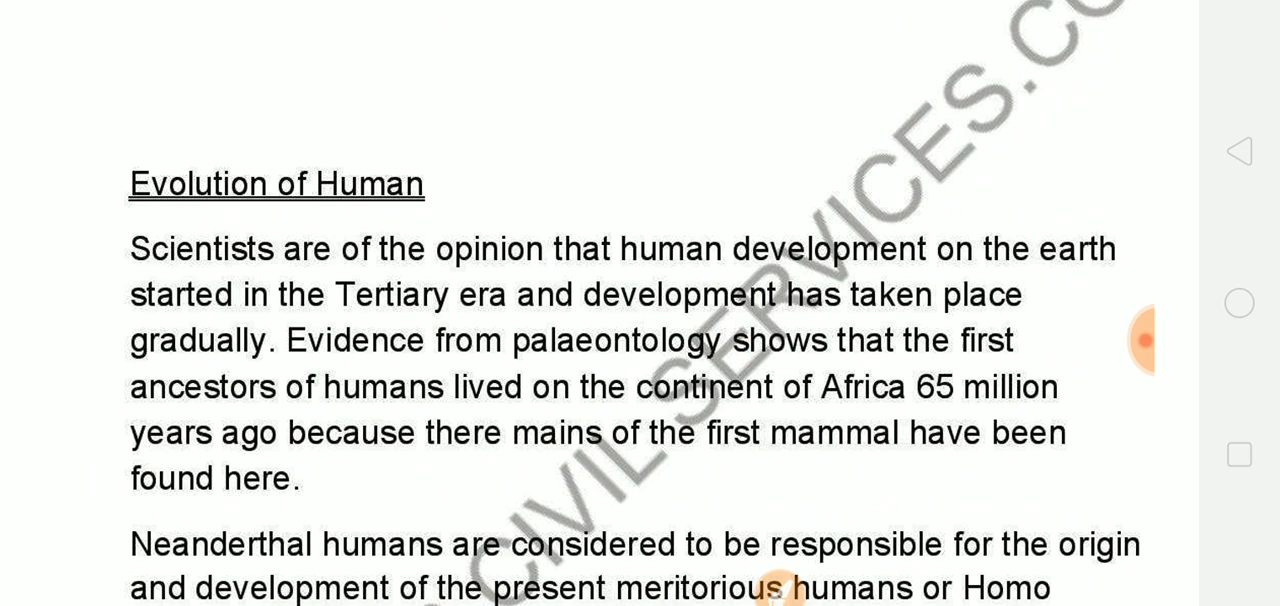 Evolution of Human
Scientists are of the opinion that human development on the earth
started in the Tertiary era and development has taken place
gradually. Evidence from palaeontology shows that the first
ancestors of humans lived on the continent of Africa 65 million
years ago because there mains of the first mammal have been
found here.
Neanderthal humans are considered to be responsible for the origin
and development of the present meritorious humans or Homo
CIVIL SERVICES.CO